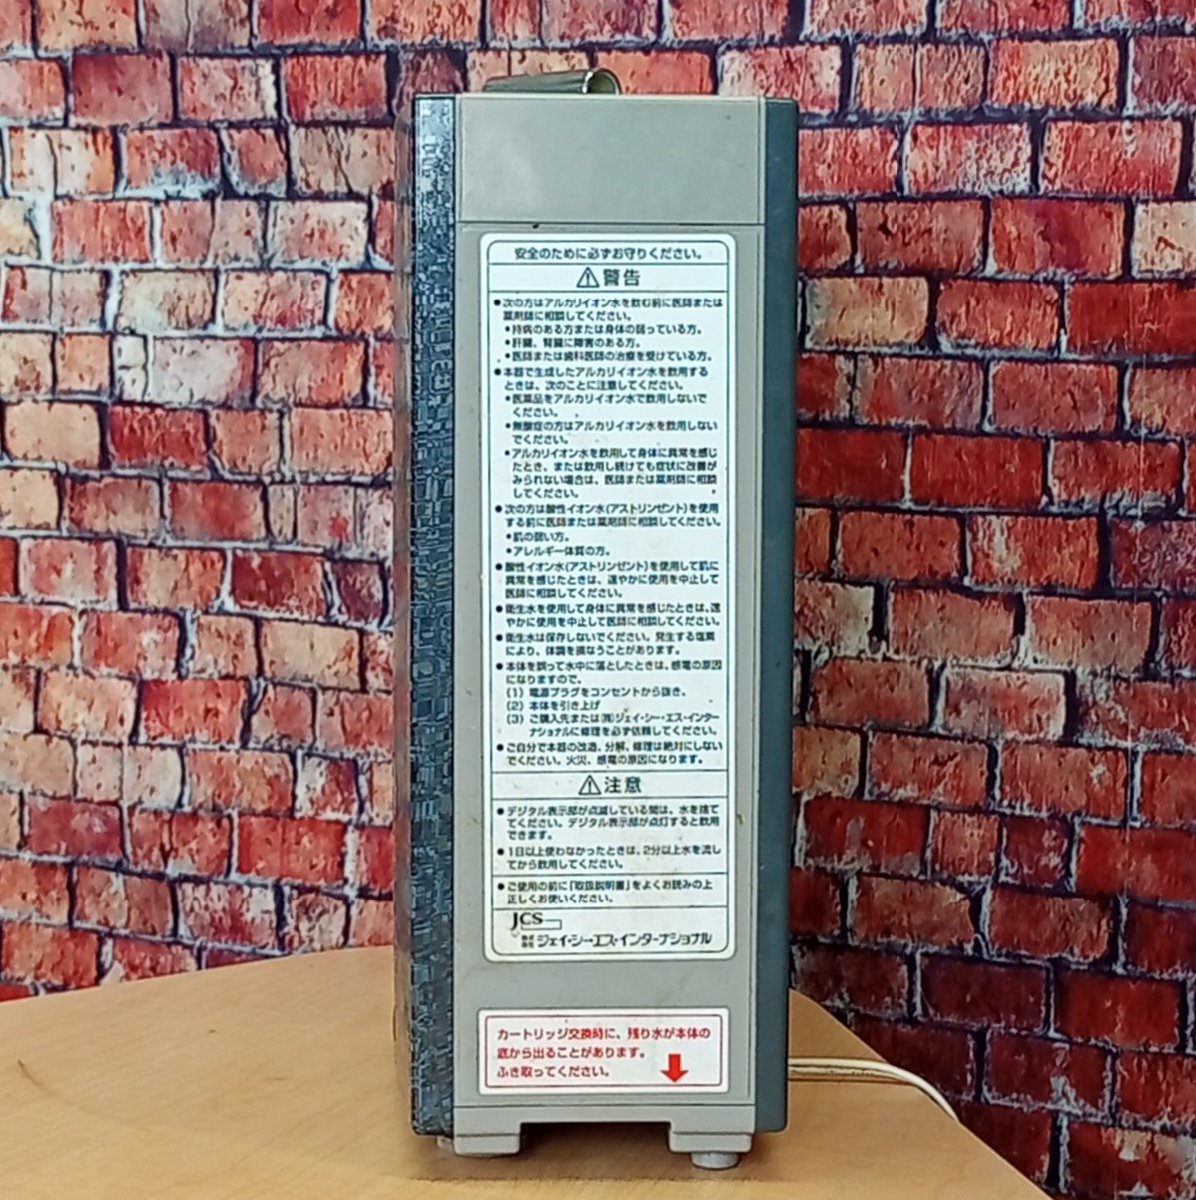 安全のために必ずお守りください。
⚠警告
●次の方はアルカリイオン水を飲む前に医師または
薬剤師に相談してください。
•持病のある方または身体の弱っている方。
•肝臓、腎臓に障害のある方。
•医師または歯科医師の治療を受けている方。
●本器で生成したアルカリイオン水を飲用する
ときは、次のことに注意してください。
•医薬品をアルカリイオン水で飲用しないで
ください。
•無酸症の方はアルカリイオン水を飲用しない
でください。
•アルカリイオン水を飲用して身体に異常を感じ
たとき、または飲用し続けても症状に改善が
みられない場合は、医師または薬剤師に相談
してください。
●次の方は酸性イオン水(アストリンゼント)を使用
する前に医師または薬剤師に相談してください。
•肌の弱い方。
•アレルギー体質の方。
●酸性イオン水(アストリンゼント)を使用して肌に
異常を感じたときは、速やかに使用を中止して
医師に相談してください。
●衛生水を使用して身体に異常を感じたときは、速
やかに使用を中止して医師に相談してください。
●衛生水は保存しないでください。発生する塩素
により、体調を損なうことがあります。
●本体を誤って水中に落としたときは、感電の原因
になりますので、
(1) 電源プラグをコンセントから抜き、
(2) 本体を引き上げ
(3) ご購入先または(株)ジェイ・シー・エス・インター
ナショナルに修理を必ず依頼してください。
●ご自分で本器の改造、分解、修理は絶対にしない
でください。火災、感電の原因になります。
⚠注意
●デジタル表示部が点滅している間は、水を捨て
てください。デジタル表示部が点灯すると飲用
できます。
●1日以上使わなかったときは、2分以上水を流し
てから飲用してください。
●ご使用の前に「取扱説明書」をよくお読みの上
正しくお使いください。
JCS
株式会社 ジェイ・シー・エス・インターナショナル
カートリッジ交換時に、残り水が本体の
底から出ることがあります。
ふき取ってください。